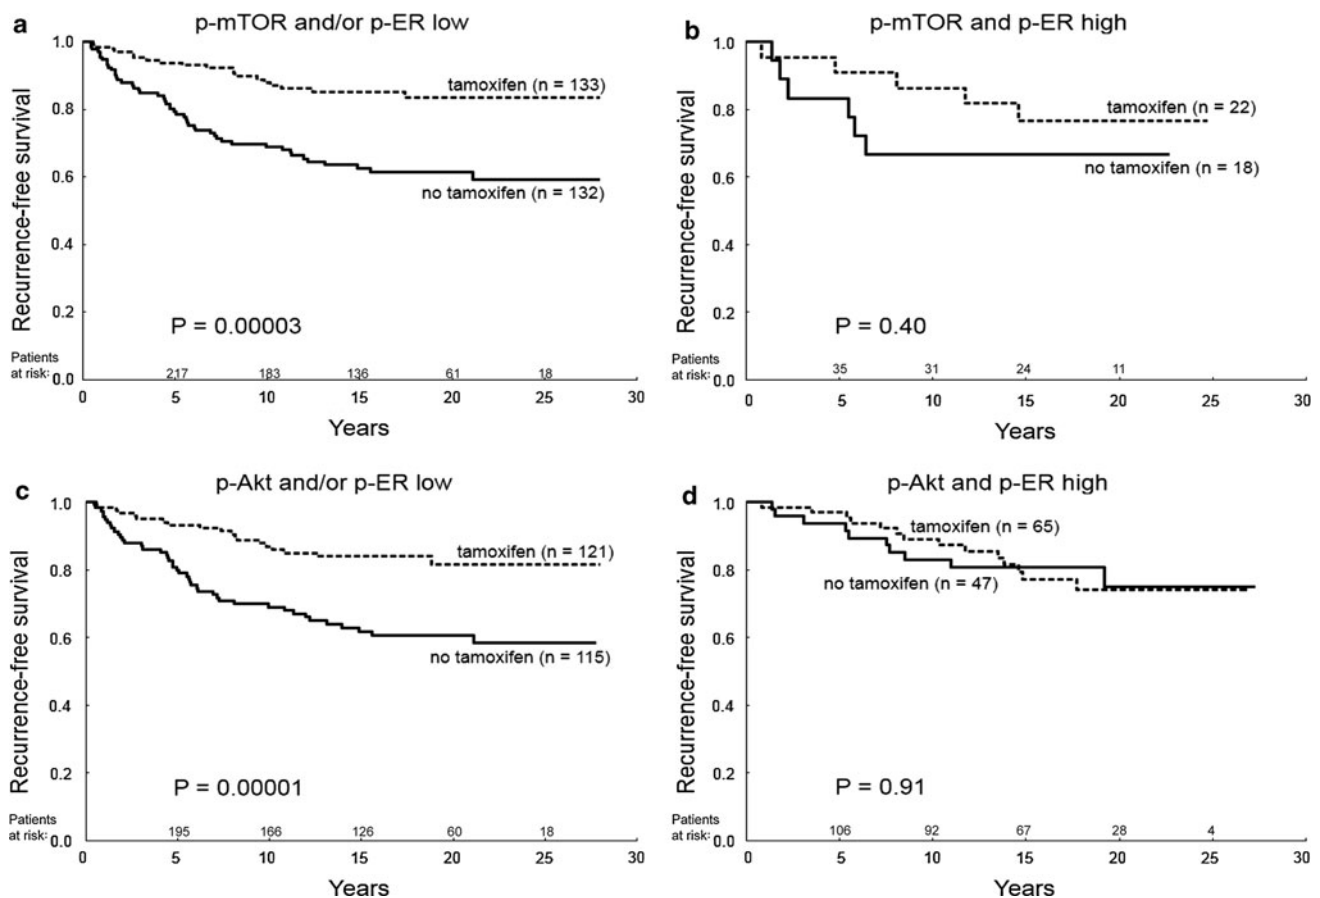 a
p-mTOR and/or p-ER low
Recurrence-free survival
1.0
0.8
0.6
0.4
0.2
0.0
tamoxifen (n = 133)
no tamoxifen (n = 132)
P = 0.00003
Patients
at risk:
217 183 136 61 18
0 5 10 15 20 25 30
Years
b
p-mTOR and p-ER high
Recurrence-free survival
1.0
0.8
0.6
0.4
0.2
0.0
tamoxifen (n = 22)
no tamoxifen (n = 18)
P = 0.40
Patients
at risk:
35 31 24 11
0 5 10 15 20 25 30
Years
c
p-Akt and/or p-ER low
Recurrence-free survival
1.0
0.8
0.6
0.4
0.2
0.0
tamoxifen (n = 121)
no tamoxifen (n = 115)
P = 0.00001
Patients
at risk:
195 166 126 60 18
0 5 10 15 20 25 30
Years
d
p-Akt and p-ER high
Recurrence-free survival
1.0
0.8
0.6
0.4
0.2
0.0
tamoxifen (n = 65)
no tamoxifen (n = 47)
P = 0.91
Patients
at risk:
106 92 67 28 4
0 5 10 15 20 25 30
Years